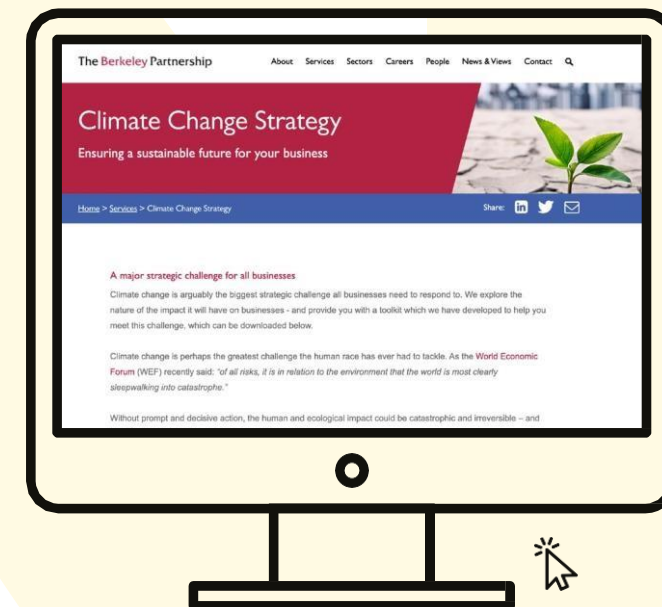 The Berkeley Partnership
About Services Sectors Careers People News & Views Contact
Climate Change Strategy
Ensuring a sustainable future for your business
Home > Services > Climate Change Strategy
Share: in
A major strategic challenge for all businesses
Climate change is arguably the biggest strategic challenge all businesses need to respond to. We explore the
nature of the impact it will have on businesses - and provide you with a toolkit which we have developed to help you
meet this challenge, which can be downloaded below.
Climate change is perhaps the greatest challenge the human race has ever had to tackle. As the World Economic
Forum (WEF) recently said: "of all risks, it is in relation to the environment that the world is most clearly
sleepwalking into catastrophe."
Without prompt and decisive action, the human and ecological impact could be catastrophic and irreversible – and